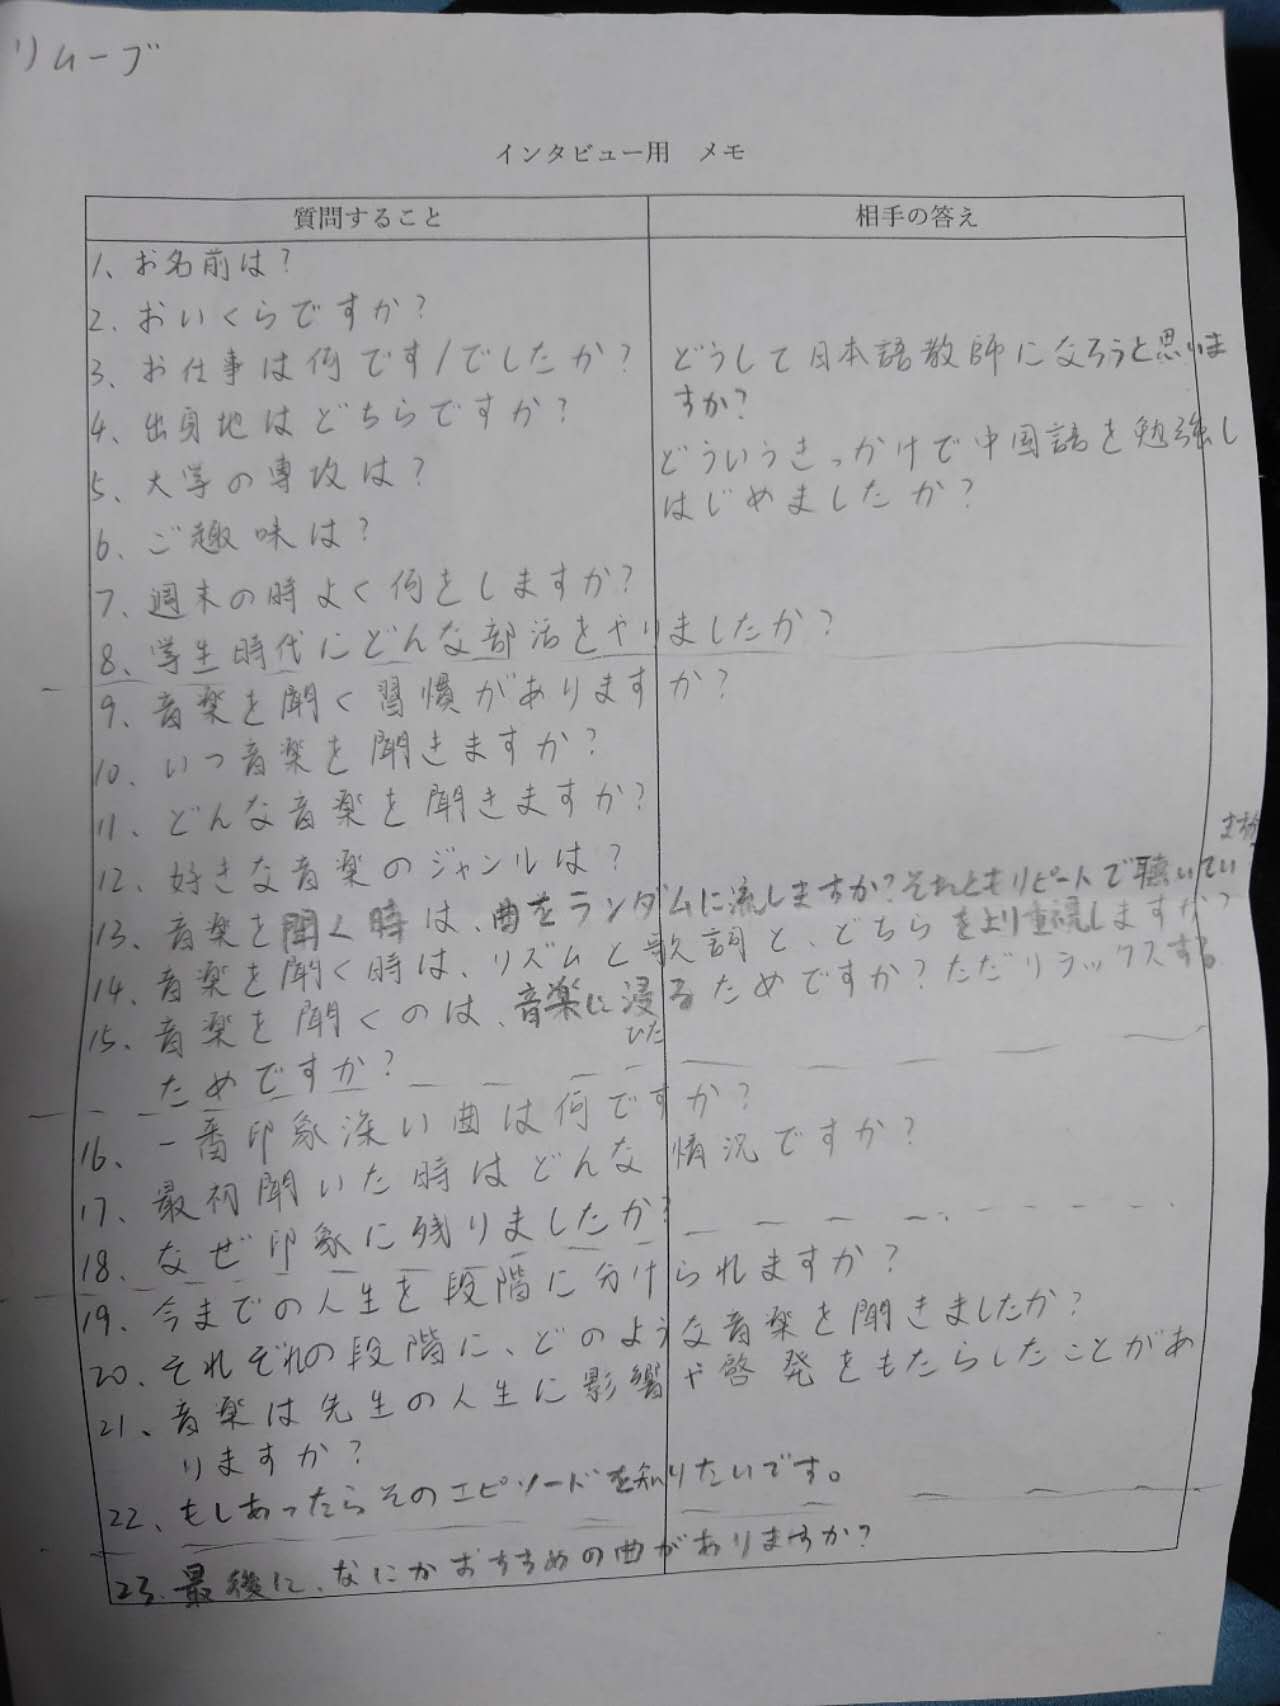 リムーブ
インタビュー用　メモ
質問すること　相手の答え
1、お名前は？
2、おいくらですか？
3、お仕事は何です/でしたか？
どうして日本語教師になろうと思いま
すか？
4、出身地はどちらですか？
5、大学の専攻は？
どういうきっかけで中国語を勉強し
はじめましたか？
6、ご趣味は？
7、週末の時よく何をしますか？
8、学生時代にどんな部活をやりましたか？
9、音楽を聞く習慣がありますか？
10、いつ音楽を聞きますか？
11、どんな音楽を聞きますか？
12、好きな音楽のジャンルは？
13、音楽を聞く時は、曲をランダムに流しますか？それともリピートで聴いてい
ますか
14、音楽を聞く時は、リズムと歌詞と、どちらをより重視しますか？
15、音楽を聞くのは、音楽に浸るためですか？ただリラックスする
ひた
ためですか？
16、一番印象深い曲は何ですか？
17、最初聞いた時はどんな情況ですか？
18、なぜ印象に残りましたか？
19、今までの人生を段階に分けられますか？
20、それぞれの段階に、どのような音楽を聞きましたか？
21、音楽は先生の人生に影響や啓発をもたらしたことがあ
りますか？
22、もしあったらそのエピソードを知りたいです。
23、最後に、なにかおすすめの曲がありますか？